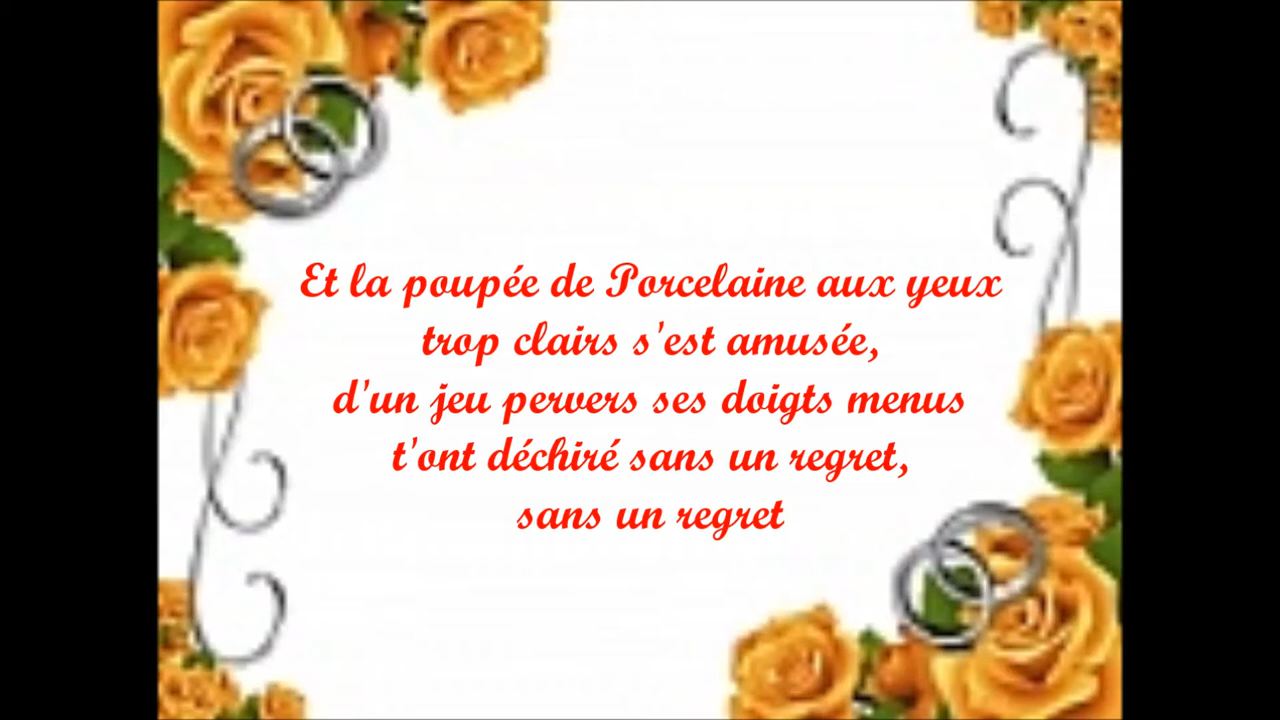 Et la poupée de Porcelaine aux yeux
trop clairs s'est amusée,
d'un jeu pervers ses doigts menus
t'ont déchiré sans un regret,
sans un regret